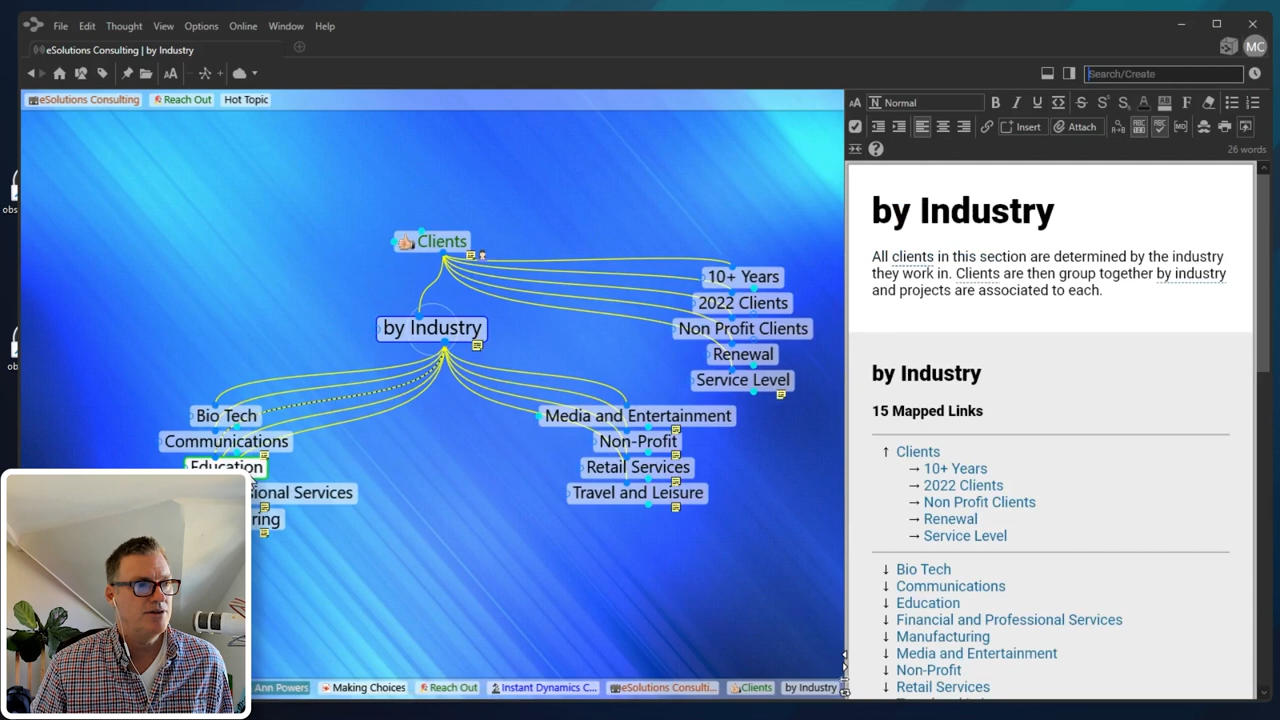 File Edit Thought View Options Online Window Help
eSolutions Consulting | by Industry
MC
Search/Create
eSolutions Consulting Reach Out Hot Topic
Normal
Insert Attach
26 words
Clients
10+ Years
2022 Clients
Non Profit Clients
Renewal
Service Level
by Industry
Bio Tech
Communications
Education
sional Services
ring
Media and Entertainment
Non-Profit
Retail Services
Travel and Leisure
obs
ob
by Industry
All clients in this section are determined by the industry
they work in. Clients are then group together by industry
and projects are associated to each.
by Industry
15 Mapped Links
↑ Clients
→ 10+ Years
→ 2022 Clients
→ Non Profit Clients
→ Renewal
→ Service Level
↓ Bio Tech
↓ Communications
↓ Education
↓ Financial and Professional Services
↓ Manufacturing
↓ Media and Entertainment
↓ Non-Profit
↓ Retail Services
Ann Powers Making Choices Reach Out Instant Dynamics C... eSolutions Consulti... Clients by Industry